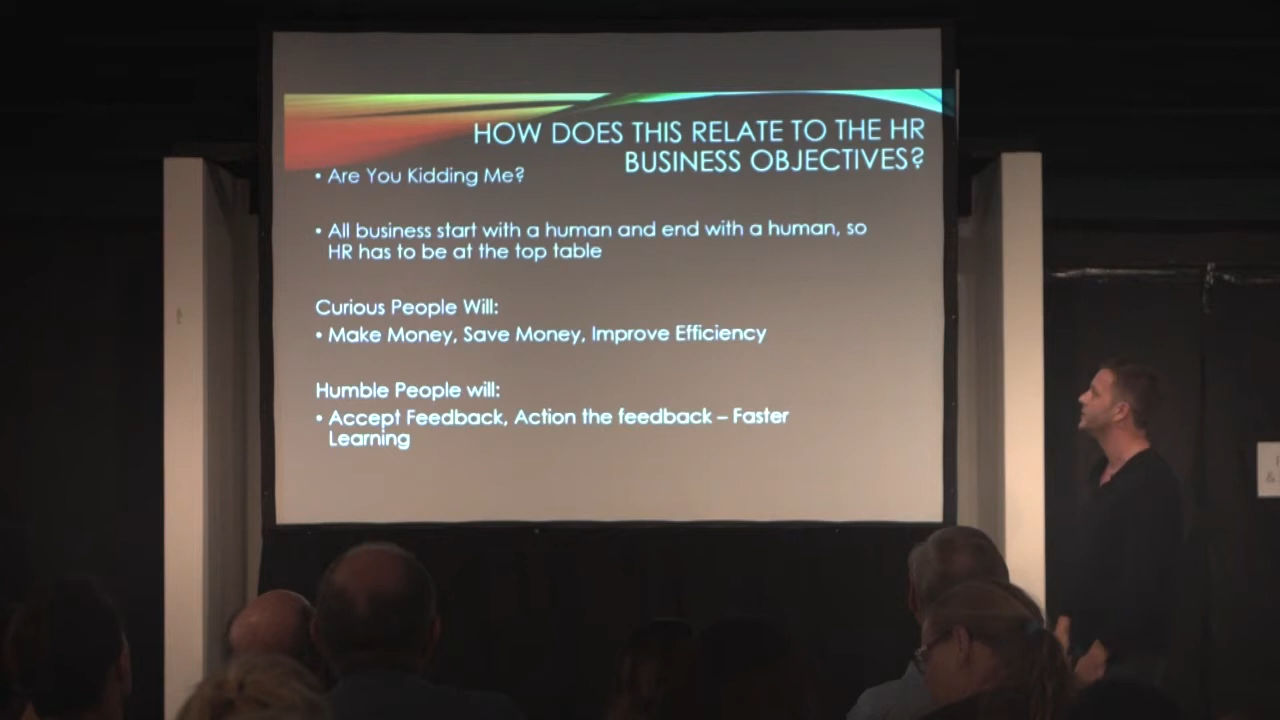 HOW DOES THIS RELATE TO THE HR
BUSINESS OBJECTIVES?
• Are You Kidding Me?
• All business start with a human and end with a human, so
HR has to be at the top table
Curious People Will:
• Make Money, Save Money, Improve Efficiency
Humble People will:
• Accept Feedback, Action the feedback – Faster
Learning
&